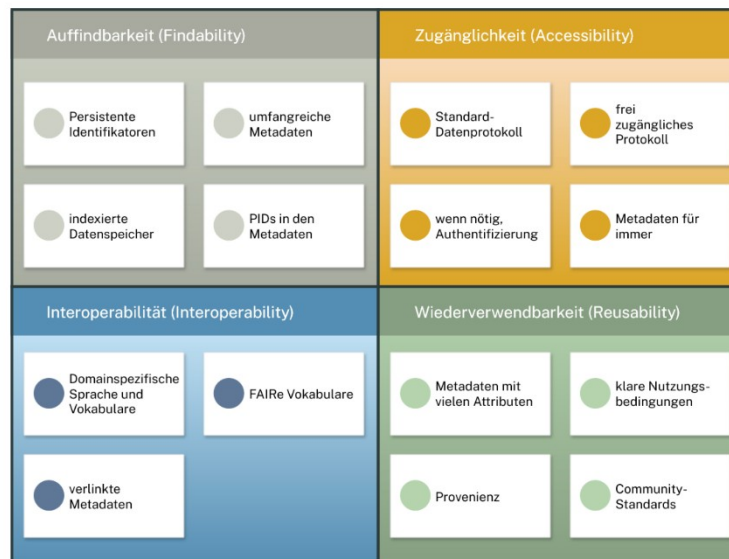 Auffindbarkeit (Findability)
Persistente
Identifikatoren
umfangreiche
Metadaten
indexierte
Datenspeicher
PIDs in den
Metadaten
Zugänglichkeit (Accessibility)
Standard-
Datenprotokoll
frei
zugängliches
Protokoll
wenn nötig,
Authentifizierung
Metadaten für
immer
Interoperabilität (Interoperability)
Domainspezifische
Sprache und
Vokabulare
FAIRe Vokabulare
verlinkte
Metadaten
Wiederverwendbarkeit (Reusability)
Metadaten mit
vielen Attributen
klare Nutzungs-
bedingungen
Provenienz
Community-
Standards